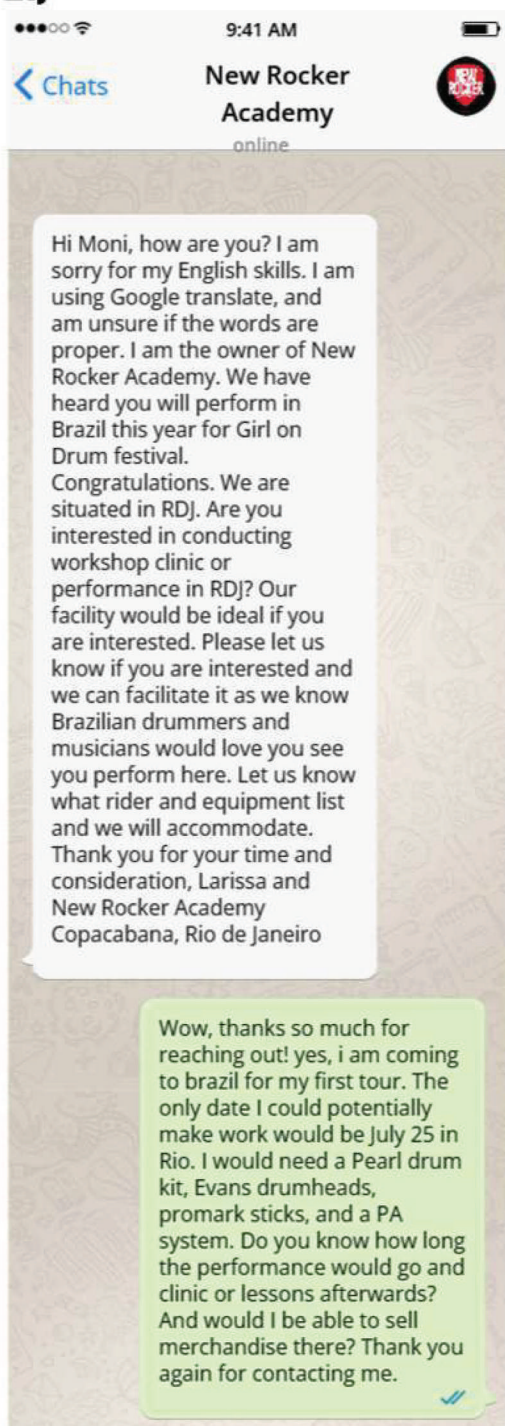 9:41 AM
Chats
New Rocker
Academy
online
NEW
ROCKER
Hi Moni, how are you? I am
sorry for my English skills. I am
using Google translate, and
am unsure if the words are
proper. I am the owner of New
Rocker Academy. We have
heard you will perform in
Brazil this year for Girl on
Drum festival.
Congratulations. We are
situated in RDJ. Are you
interested in conducting
workshop clinic or
performance in RDJ? Our
facility would be ideal if you
are interested. Please let us
know if you are interested and
we can facilitate it as we know
Brazilian drummers and
musicians would love you see
you perform here. Let us know
what rider and equipment list
and we will accommodate.
Thank you for your time and
consideration, Larissa and
New Rocker Academy
Copacabana, Rio de Janeiro
Wow, thanks so much for
reaching out! yes, i am coming
to brazil for my first tour. The
only date I could potentially
make work would be July 25 in
Rio. I would need a Pearl drum
kit, Evans drumheads,
promark sticks, and a PA
system. Do you know how long
the performance would go and
clinic or lessons afterwards?
And would I be able to sell
merchandise there? Thank you
again for contacting me.